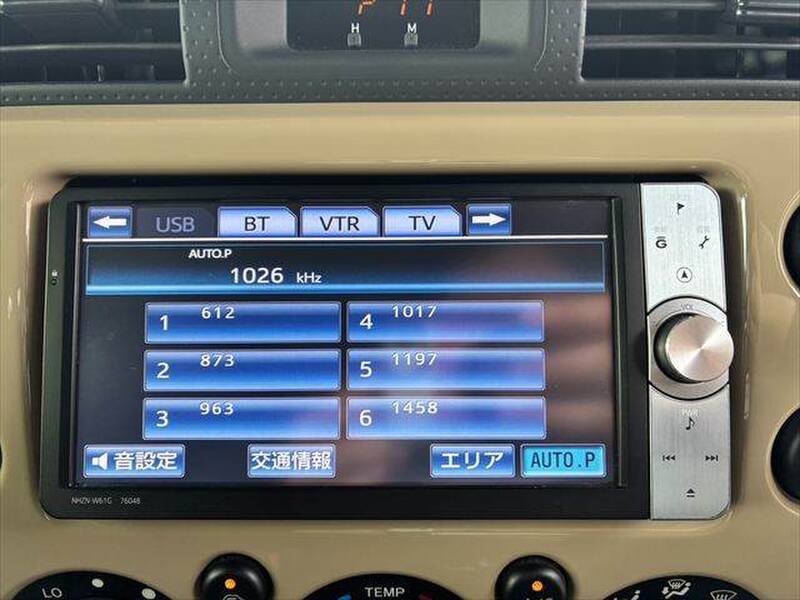 H M
USB BT VTR TV
AUTO.P
1026 kHz
1 612
4 1017
2 873
5 1197
3 963
6 1458
音設定 交通情報 エリア AUTO.P
VOL
PWR
NHZN-W61G 76048
LO
TEMP